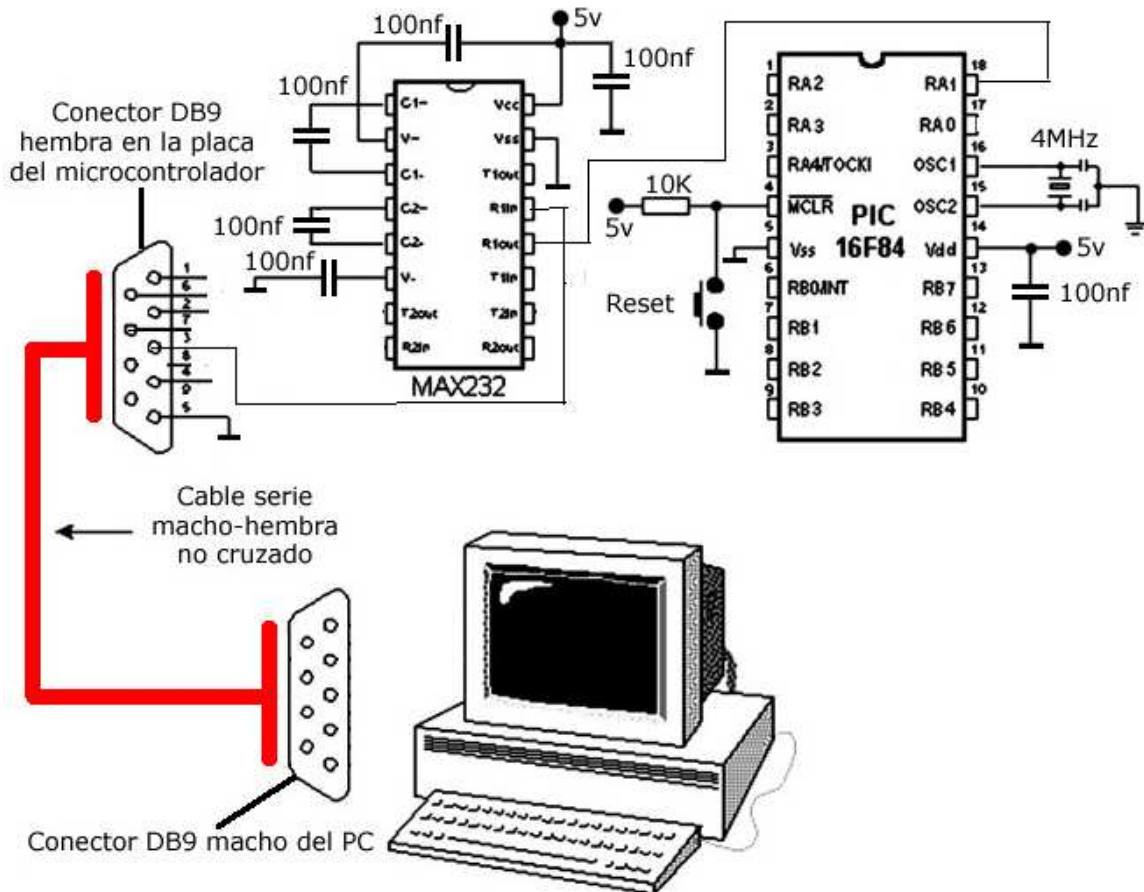 100nf
5v
100nf
100nf
Conector DB9
hembra en la placa
del microcontrolador
100nf
100nf
C1+
V+
C1-
C2+
C2-
V-
T2out
R2In
Vcc
Vss
T1out
R1In
R1out
T1In
T2In
R2out
MAX232
1
6
2
7
3
8
4
9
5
10K
5v
Reset
1
RA2
2
RA3
3
RA4/TOCKI
4
MCLR
5
Vss
6
RB0/INT
7
RB1
8
RB2
9
RB3
PIC
16F84
18
RA1
17
RA0
16
OSC1
15
OSC2
14
Vdd
13
RB7
12
RB6
11
RB5
10
RB4
4MHz
5v
100nf
Cable serie
macho-hembra
no cruzado
Conector DB9 macho del PC